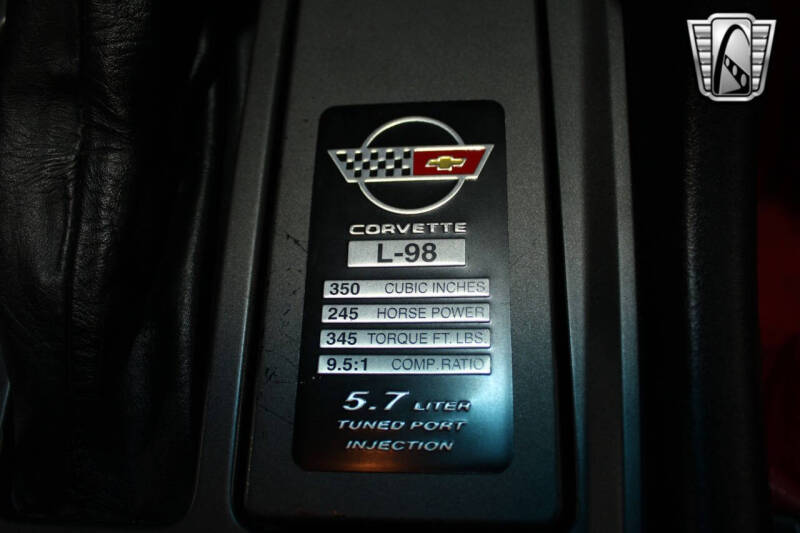 CORVETTE
L-98
350 CUBIC INCHES
245 HORSE POWER
345 TORQUE FT. LBS.
9.5:1 COMP. RATIO
5.7 LITER
TUNED PORT
INJECTION